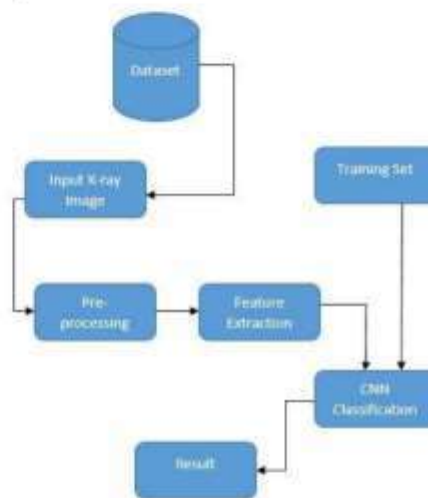 Dataset
Input X-ray
Image
Training Set
Pre-
processing
Feature
Extraction
CNN
Classification
Result